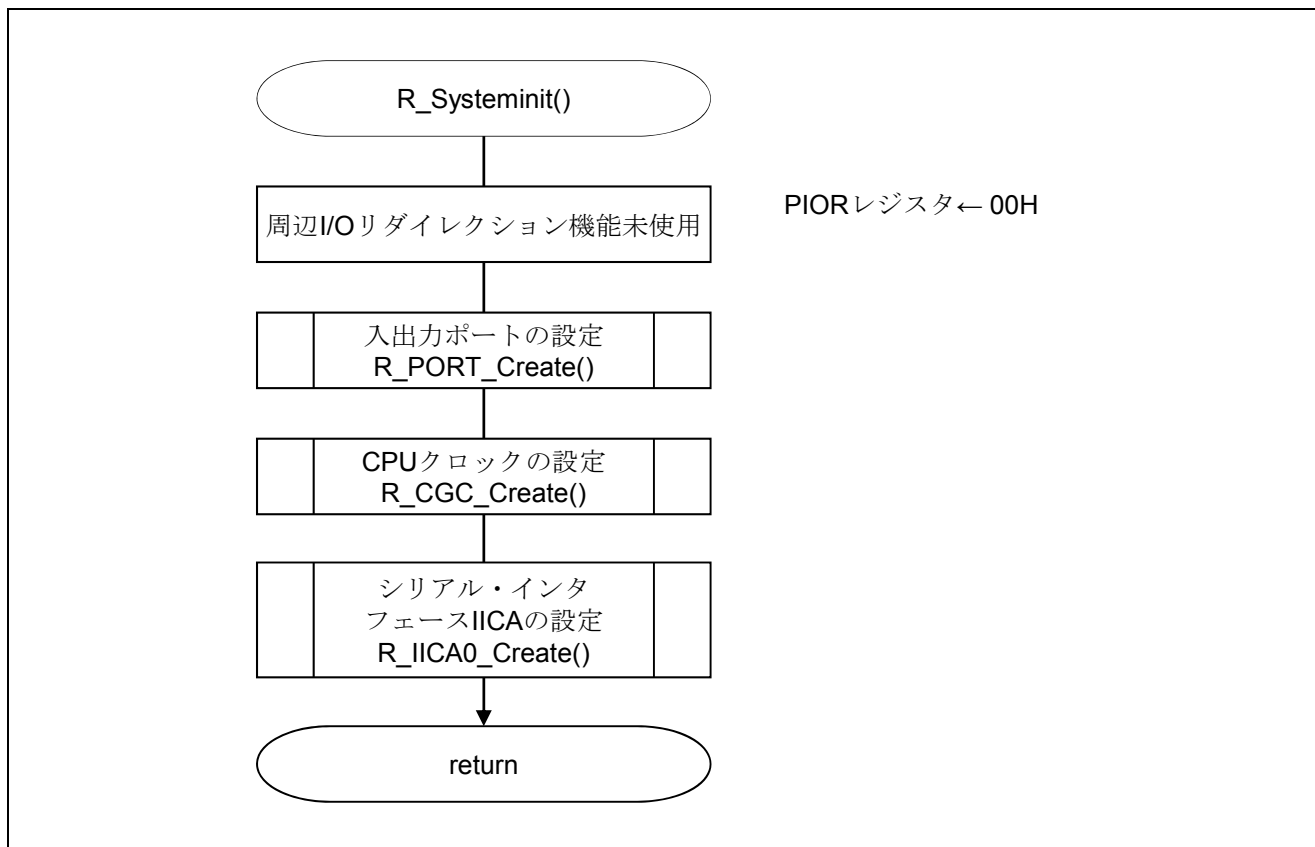 R_Systeminit()
周辺I/Oリダイレクション機能未使用
PIORレジスタ← 00H
入出力ポートの設定
R_PORT_Create()
CPUクロックの設定
R_CGC_Create()
シリアル・インタ
フェースIICAの設定
R_IICA0_Create()
return